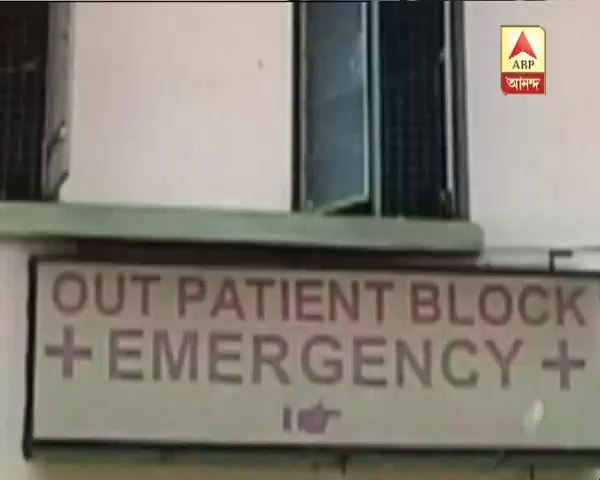 ABP
আনন্দ
OUT PATIENT BLOCK
+ EMERGENCY +